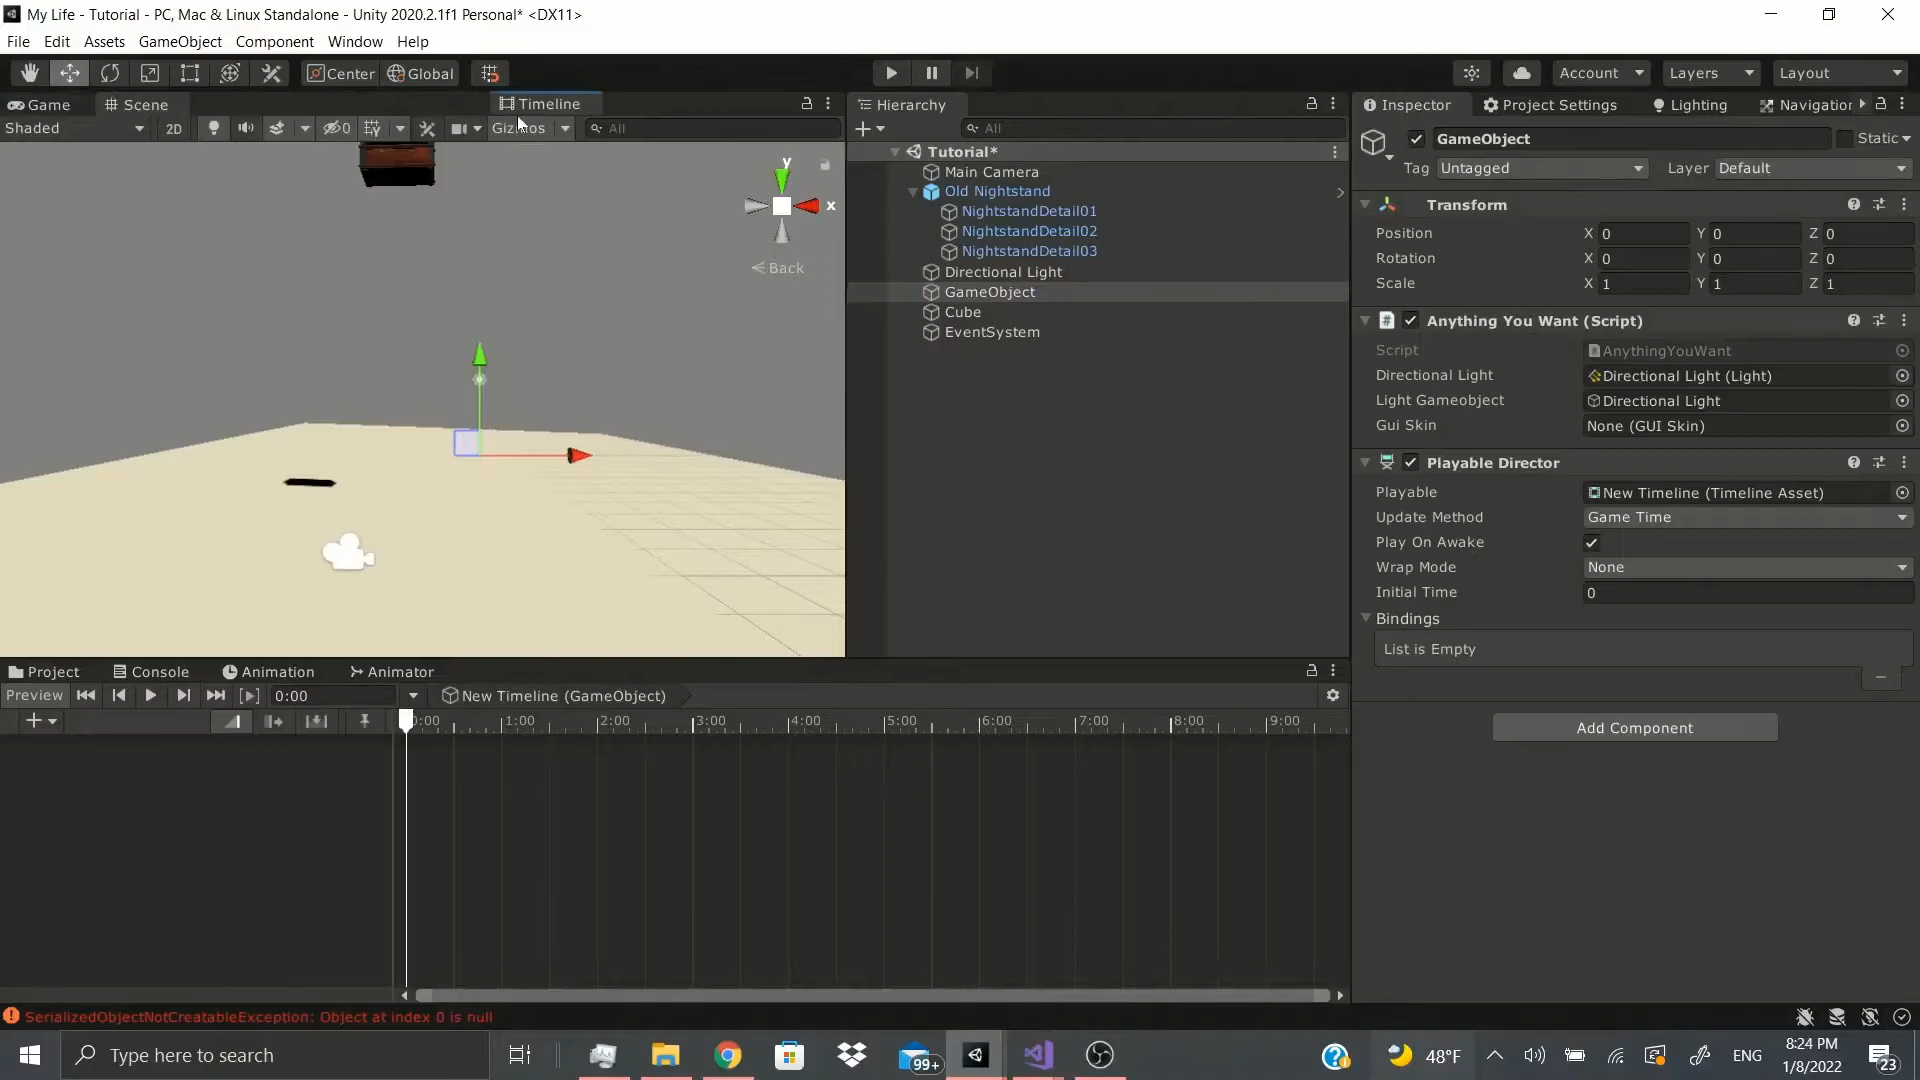 My Life - Tutorial - PC, Mac & Linux Standalone - Unity 2020.2.1f1 Personal* <DX11>
File Edit Assets GameObject Component Window Help
Center Global Account Layers Layout
Game Scene Timeline
Shaded 2D 0 Gizmos All
y
x
Back
Hierarchy
All
Tutorial*
Main Camera
Old Nightstand
NightstandDetail01
NightstandDetail02
NightstandDetail03
Directional Light
GameObject
Cube
EventSystem
Inspector Project Settings Lighting Navigation
GameObject Static
Tag Untagged Layer Default
Transform
Position X 0 Y 0 Z 0
Rotation X 0 Y 0 Z 0
Scale X 1 Y 1 Z 1
# Anything You Want (Script)
Script AnythingYouWant
Directional Light Directional Light (Light)
Light Gameobject Directional Light
Gui Skin None (GUI Skin)
Playable Director
Playable New Timeline (Timeline Asset)
Update Method Game Time
Play On Awake
Wrap Mode None
Initial Time 0
Bindings
List is Empty
Add Component
Project Console Animation Animator
Preview 0:00 New Timeline (GameObject)
0:00 1:00 2:00 3:00 4:00 5:00 6:00 7:00 8:00 9:00
SerializedObjectNotCreatableException: Object at index 0 is null
Type here to search 99+ 48°F ENG 8:24 PM
1/8/2022 23